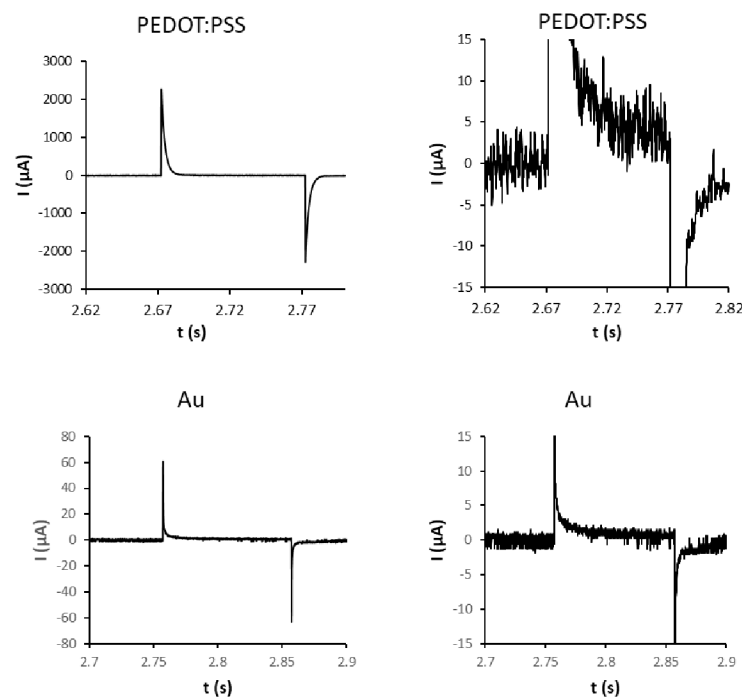 PEDOT:PSS
I (µA)
3000
2000
1000
0
-1000
-2000
-3000
2.62 2.67 2.72 2.77
t (s)
PEDOT:PSS
I (µA)
15
10
5
0
-5
-10
-15
2.62 2.67 2.72 2.77 2.82
t (s)
Au
I (µA)
80
60
40
20
0
-20
-40
-60
-80
2.7 2.75 2.8 2.85 2.9
t (s)
Au
I (µA)
15
10
5
0
-5
-10
-15
2.7 2.75 2.8 2.85 2.9
t (s)